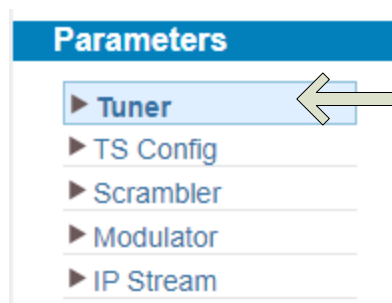 Parameters
Tuner
TS Config
Scrambler
Modulator
IP Stream